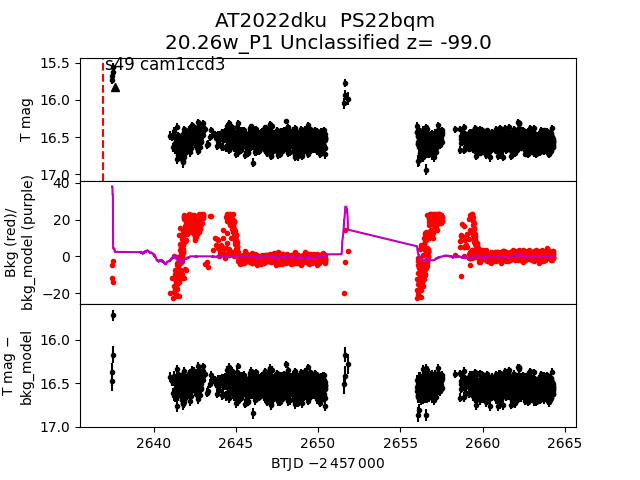 AT2022dku  PS22bqm
20.26w_P1 Unclassified z= -99.0
s49 cam1ccd3
15.5
16.0
16.5
17.0
T mag
40
20
0
−20
Bkg (red)/
bkg_model (purple)
16.0
16.5
17.0
T mag −
bkg_model
2640
2645
2650
2655
2660
2665
BTJD −2 457 000